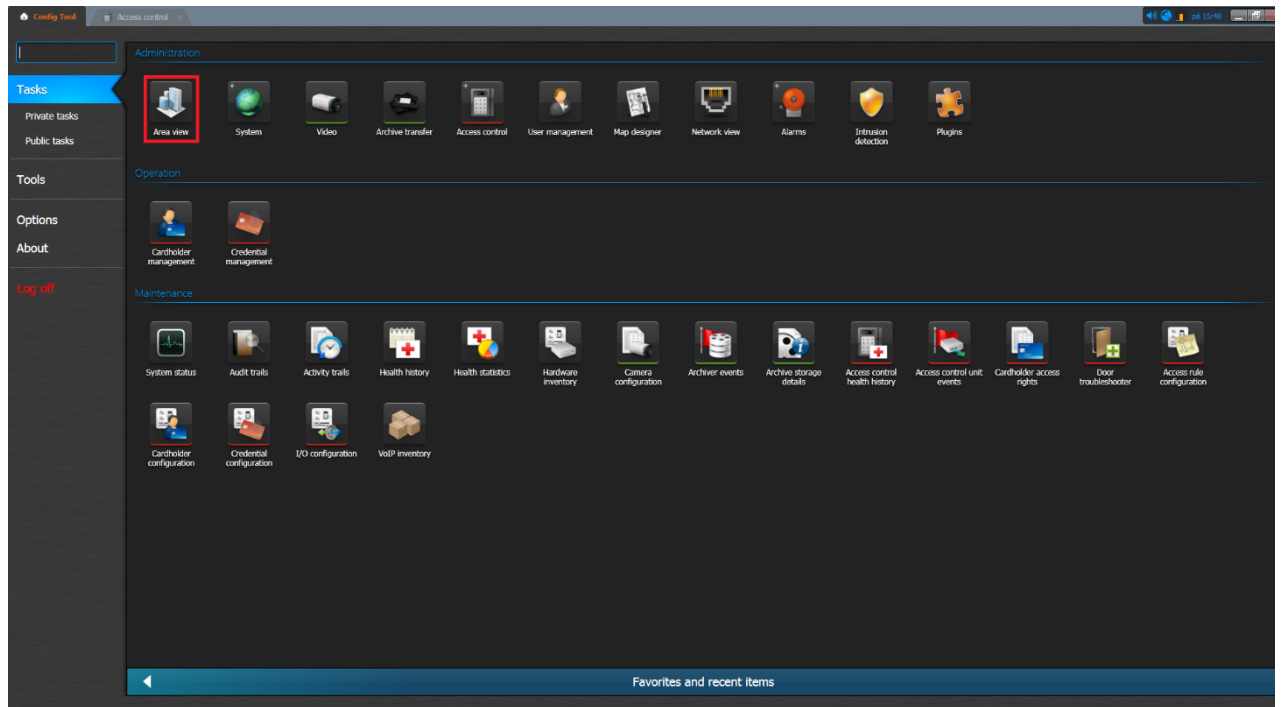 Config Tool
Access control
pá 15:40
Administration
Tasks
Private tasks
Public tasks
Tools
Options
About
Log off
Area view
System
Video
Archive transfer
Access control
User management
Map designer
Network view
Alarms
Intrusion
detection
Plugins
Operation
Cardholder
management
Credential
management
Maintenance
System status
Audit trails
Activity trails
Health history
Health statistics
Hardware
inventory
Camera
configuration
Archiver events
Archive storage
details
Access control
health history
Access control unit
events
Cardholder access
rights
Door
troubleshooter
Access rule
configuration
Cardholder
configuration
Credential
configuration
I/O configuration
VoIP inventory
Favorites and recent items